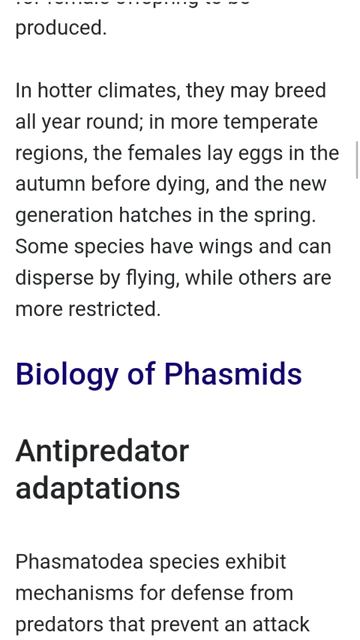 produced.
In hotter climates, they may breed
all year round; in more temperate
regions, the females lay eggs in the
autumn before dying, and the new
generation hatches in the spring.
Some species have wings and can
disperse by flying, while others are
more restricted.
Biology of Phasmids
Antipredator
adaptations
Phasmatodea species exhibit
mechanisms for defense from
predators that prevent an attack